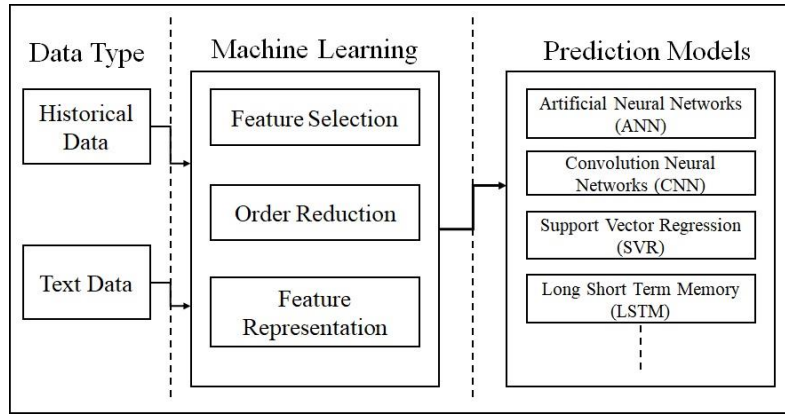 Data Type
Historical
Data
Text Data
Machine Learning
Feature Selection
Order Reduction
Feature
Representation
Prediction Models
Artificial Neural Networks
(ANN)
Convolution Neural
Networks (CNN)
Support Vector Regression
(SVR)
Long Short Term Memory
(LSTM)